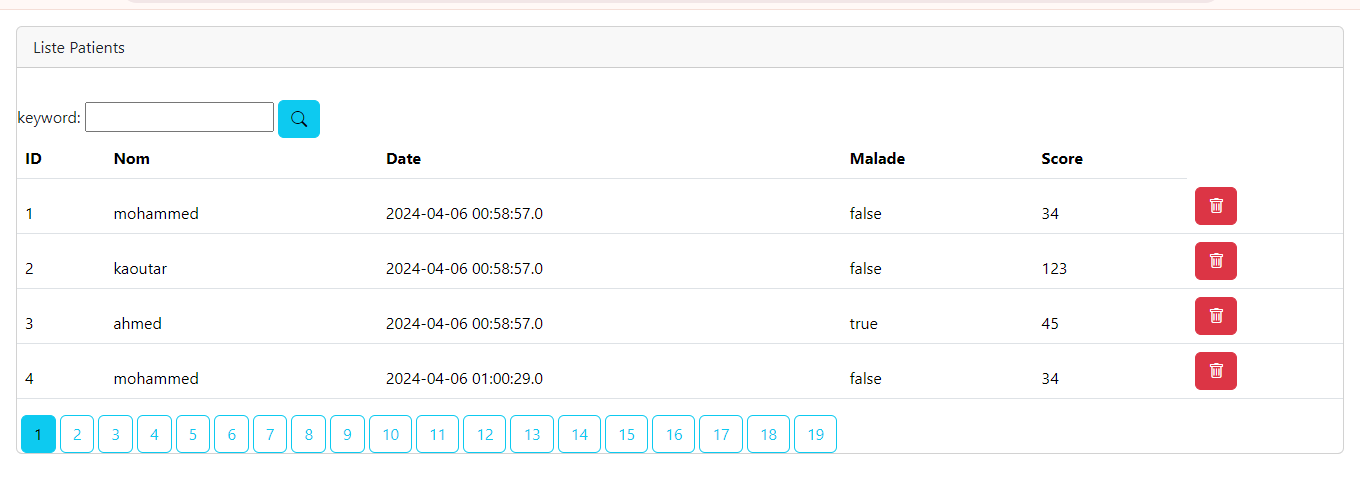 Liste Patients
keyword:
ID Nom Date Malade Score
1 mohammed 2024-04-06 00:58:57.0 false 34
2 kaoutar 2024-04-06 00:58:57.0 false 123
3 ahmed 2024-04-06 00:58:57.0 true 45
4 mohammed 2024-04-06 01:00:29.0 false 34
1 2 3 4 5 6 7 8 9 10 11 12 13 14 15 16 17 18 19